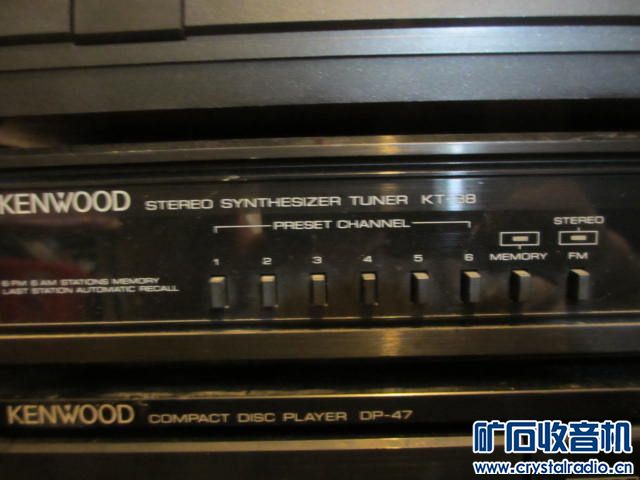 KENWOOD STEREO SYNTHESIZER TUNER
PRESET CHANNEL
STEREO
1 2 3 4 5 6 MEMORY FM
6 FM 6 AM STATIONS MEMORY
LAST STATION AUTOMATIC RECALL
KENWOOD COMPACT DISC PLAYER DP-47
矿石收音机
www.crystalradio.cn